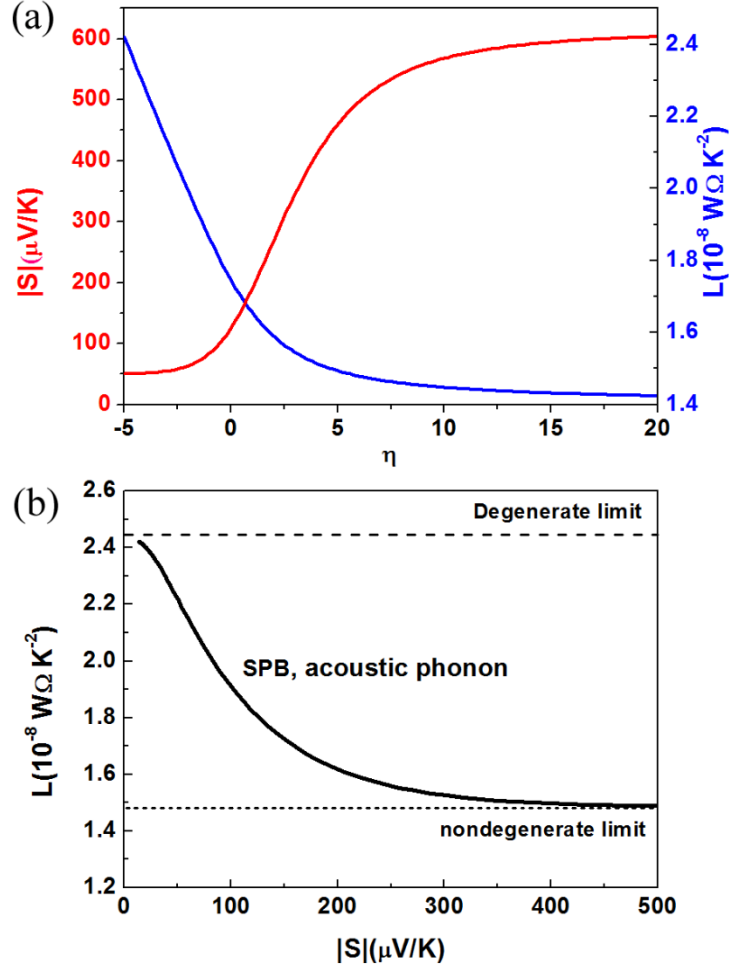 (a)
600
500
400
300
200
100
0
|S|(μV/K)
2.4
2.2
2.0
1.8
1.6
1.4
L(10⁻⁸ WΩ K⁻²)
-5 0 5 10 15 20
η
(b)
2.6
2.4
2.2
2.0
1.8
1.6
1.4
1.2
L(10⁻⁸ WΩ K⁻²)
Degenerate limit
SPB, acoustic phonon
nondegenerate limit
0 100 200 300 400 500
|S|(μV/K)